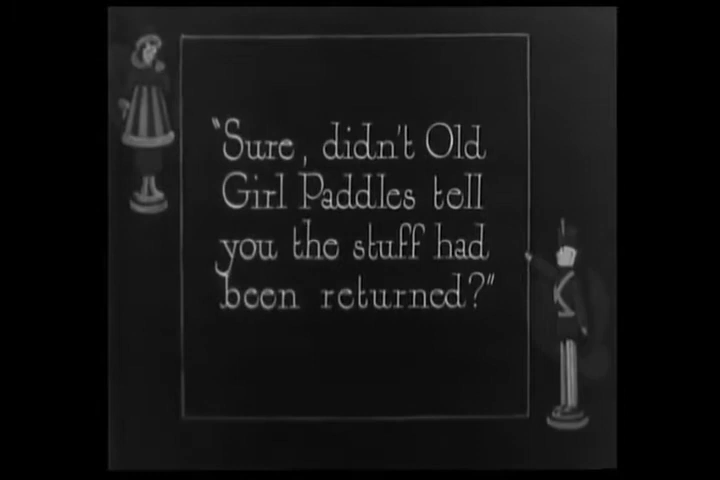 "Sure, didn't Old
Girl Paddles tell
you the stuff had
been returned?"